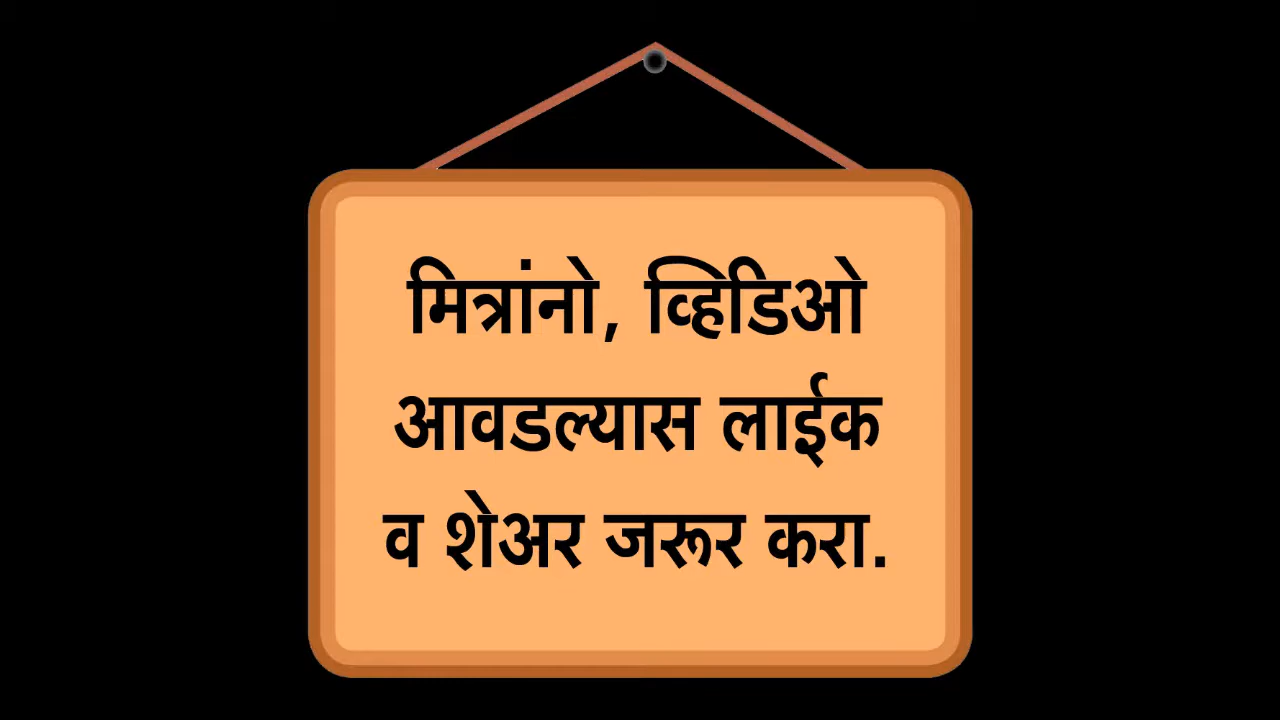 मित्रांनो, व्हिडिओ
आवडल्यास लाईक
व शेअर जरूर करा.